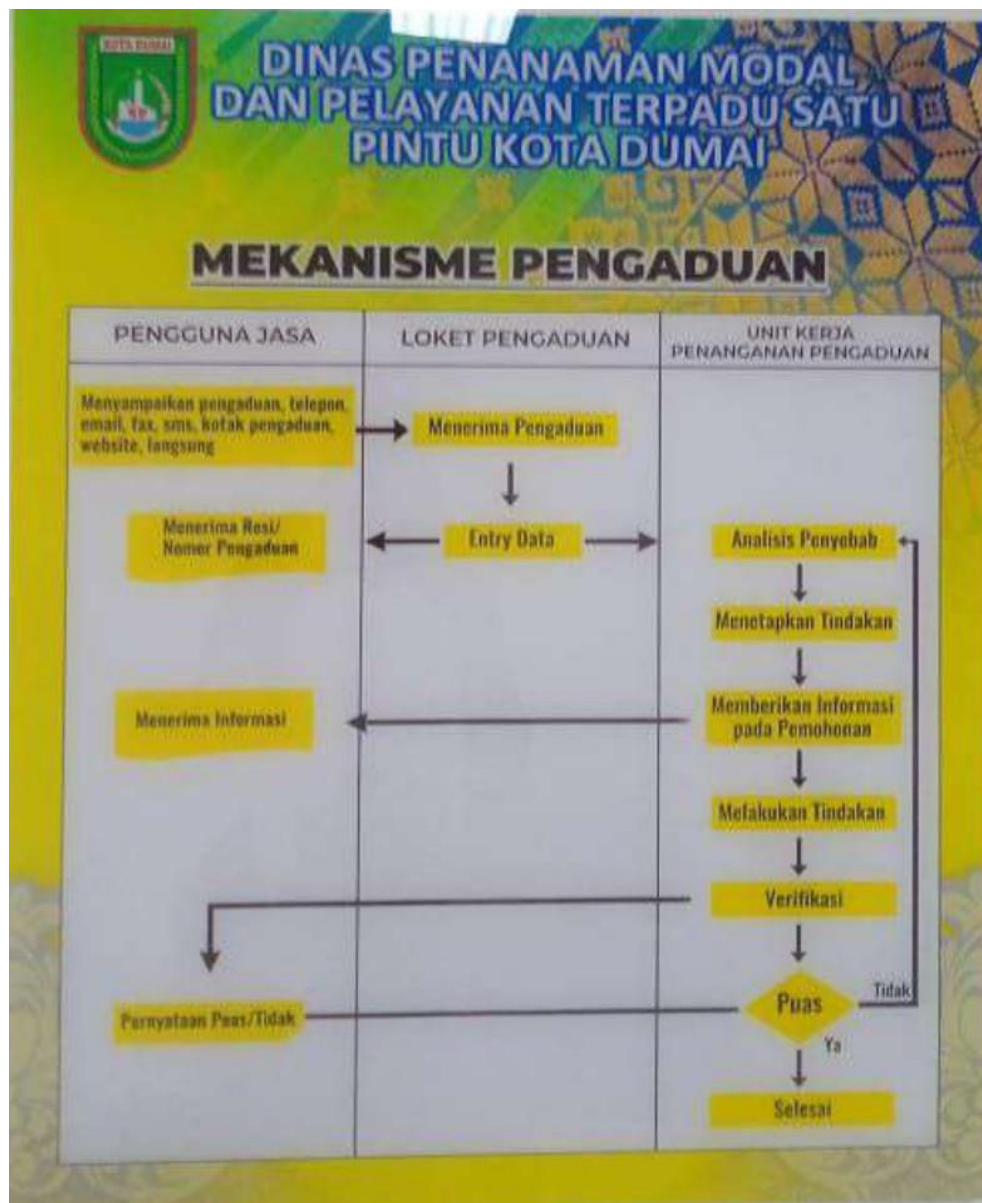 KOTA DUMAI
DINAS PENANAMAN MODAL
DAN PELAYANAN TERPADU SATU
PINTU KOTA DUMAI
MEKANISME PENGADUAN
PENGGUNA JASA
LOKET PENGADUAN
UNIT KERJA
PENANGANAN PENGADUAN
Menyampaikan pengaduan, telepon,
email, fax, sms, kotak pengaduan,
website, langsung
Menerima Pengaduan
Menerima Resi/
Nomor Pengaduan
Entry Data
Analisis Penyebab
Menetapkan Tindakan
Menerima Informasi
Memberikan Informasi
pada Pemohonan
Melakukan Tindakan
Verifikasi
Pernyataan Puas/Tidak
Puas
Tidak
Ya
Selesai